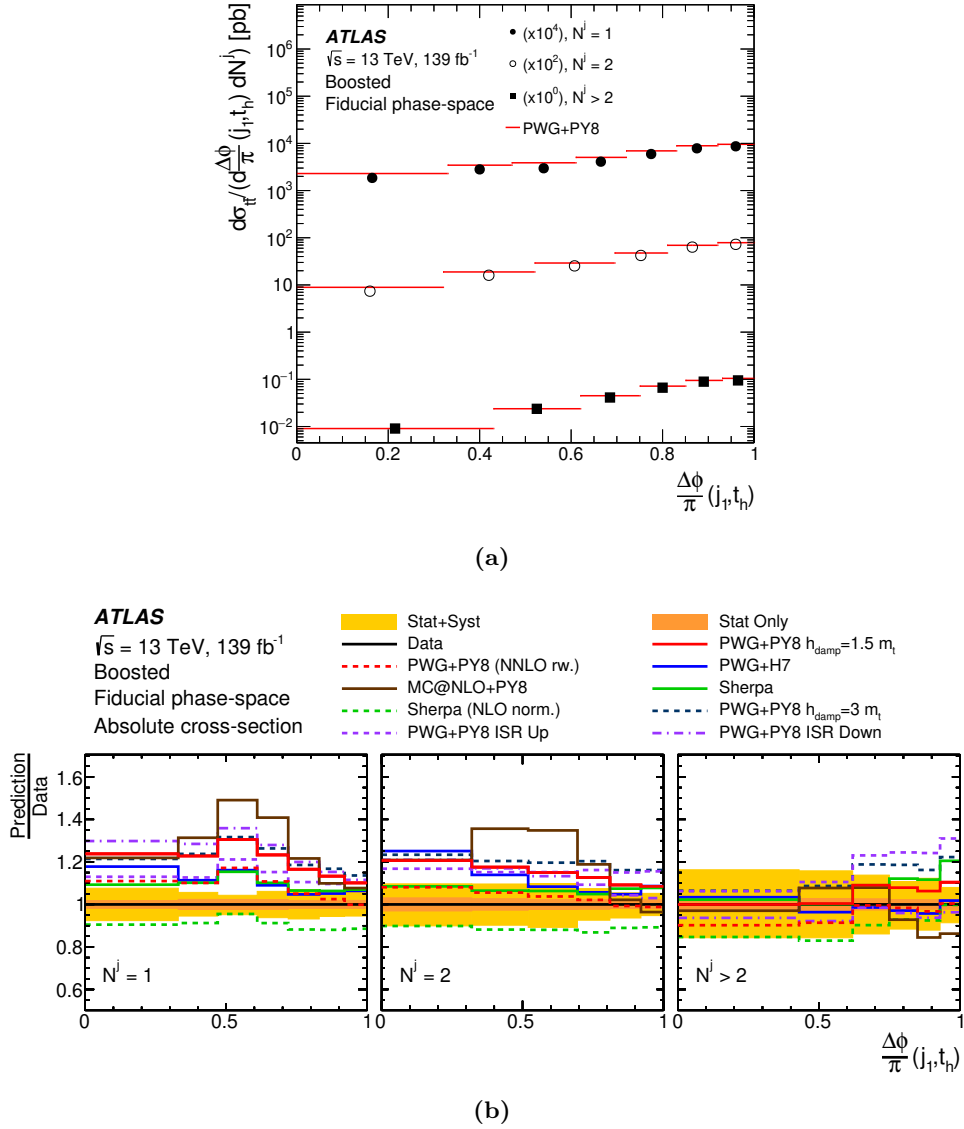 ATLAS
√s = 13 TeV, 139 fb⁻¹
Boosted
Fiducial phase-space
(x10⁴), Nʲ = 1
(x10²), Nʲ = 2
(x10⁰), Nʲ > 2
PWG+PY8
dσ_tt̄/(d Δϕ/π (j₁,t_h) dNʲ) [pb]
10⁶
10⁵
10⁴
10³
10²
10
1
10⁻¹
10⁻²
0 0.2 0.4 0.6 0.8 1
Δϕ/π (j₁,t_h)
(a)
ATLAS
√s = 13 TeV, 139 fb⁻¹
Boosted
Fiducial phase-space
Absolute cross-section
Stat+Syst
Data
PWG+PY8 (NNLO rw.)
MC@NLO+PY8
Sherpa (NLO norm.)
PWG+PY8 ISR Up
Stat Only
PWG+PY8 h_damp=1.5 m_t
PWG+H7
Sherpa
PWG+PY8 h_damp=3 m_t
PWG+PY8 ISR Down
Prediction
Data
1.6
1.4
1.2
1
0.8
0.6
Nʲ = 1
Nʲ = 2
Nʲ > 2
0 0.5 1 0 0.5 1 0 0.5 1
Δϕ/π (j₁,t_h)
(b)